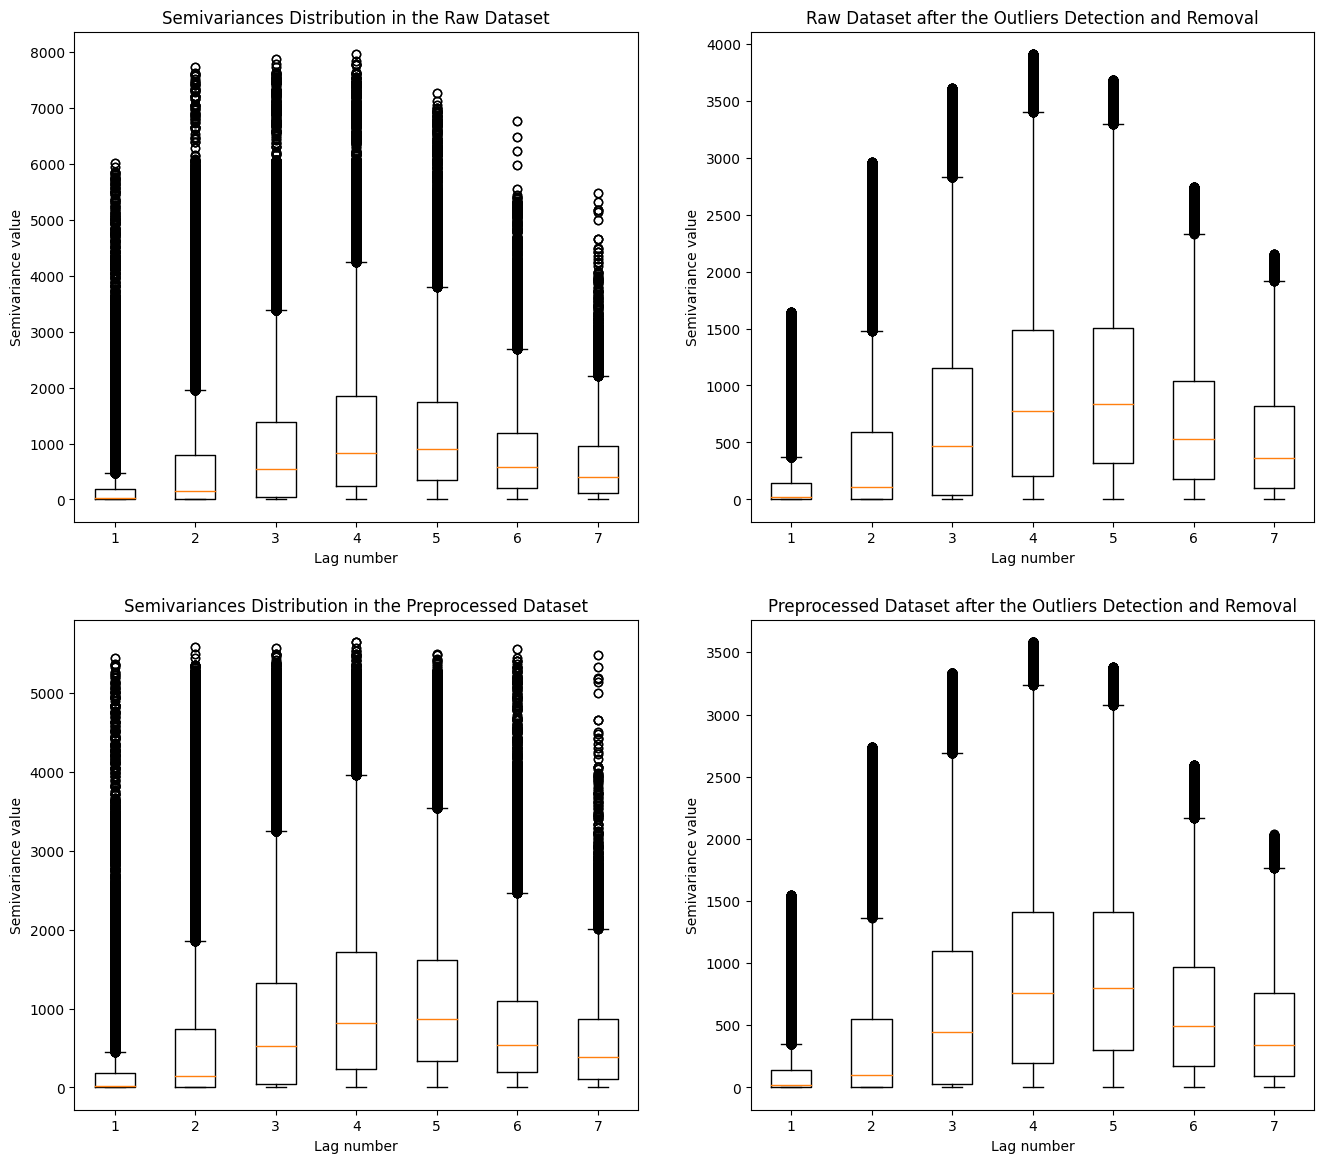 Semivariances Distribution in the Raw Dataset
8000
7000
6000
5000
4000
3000
2000
1000
0
Semivariance value
1 2 3 4 5 6 7
Lag number
Raw Dataset after the Outliers Detection and Removal
4000
3500
3000
2500
2000
1500
1000
500
0
Semivariance value
1 2 3 4 5 6 7
Lag number
Semivariances Distribution in the Preprocessed Dataset
5000
4000
3000
2000
1000
0
Semivariance value
1 2 3 4 5 6 7
Lag number
Preprocessed Dataset after the Outliers Detection and Removal
3500
3000
2500
2000
1500
1000
500
0
Semivariance value
1 2 3 4 5 6 7
Lag number